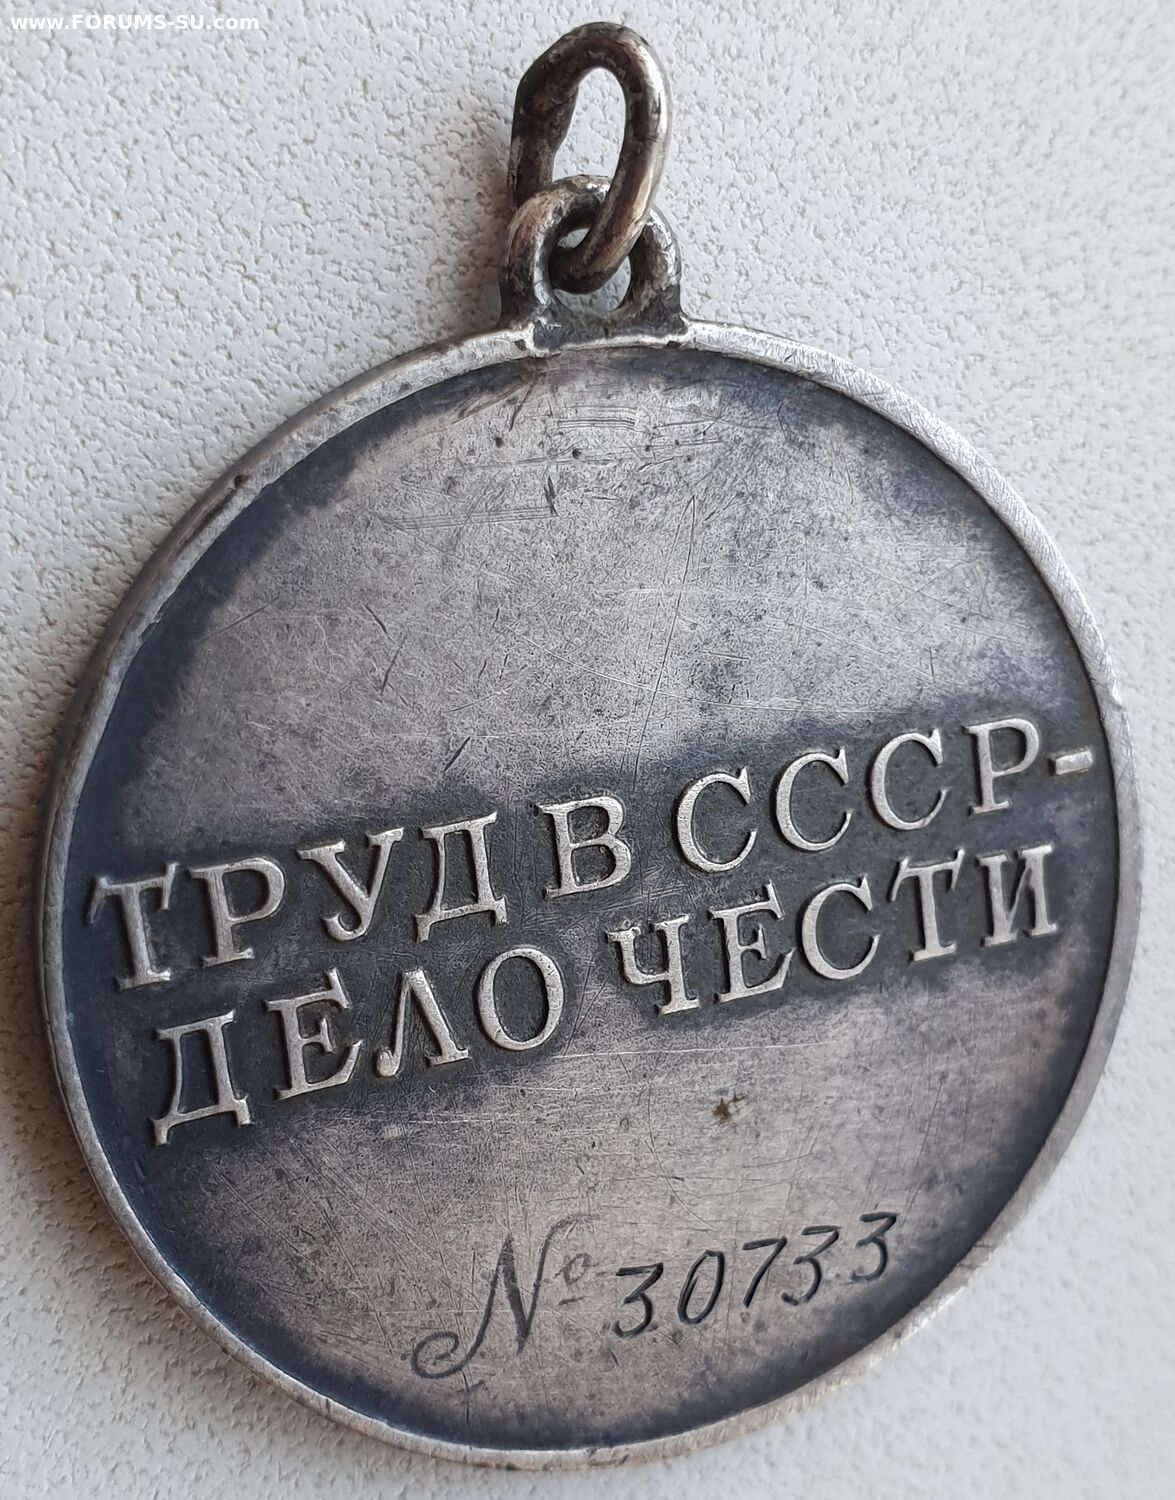 www.FORUMS-SU.com
ТРУД В СССР-
ДЕЛО ЧЕСТИ
№ 30733